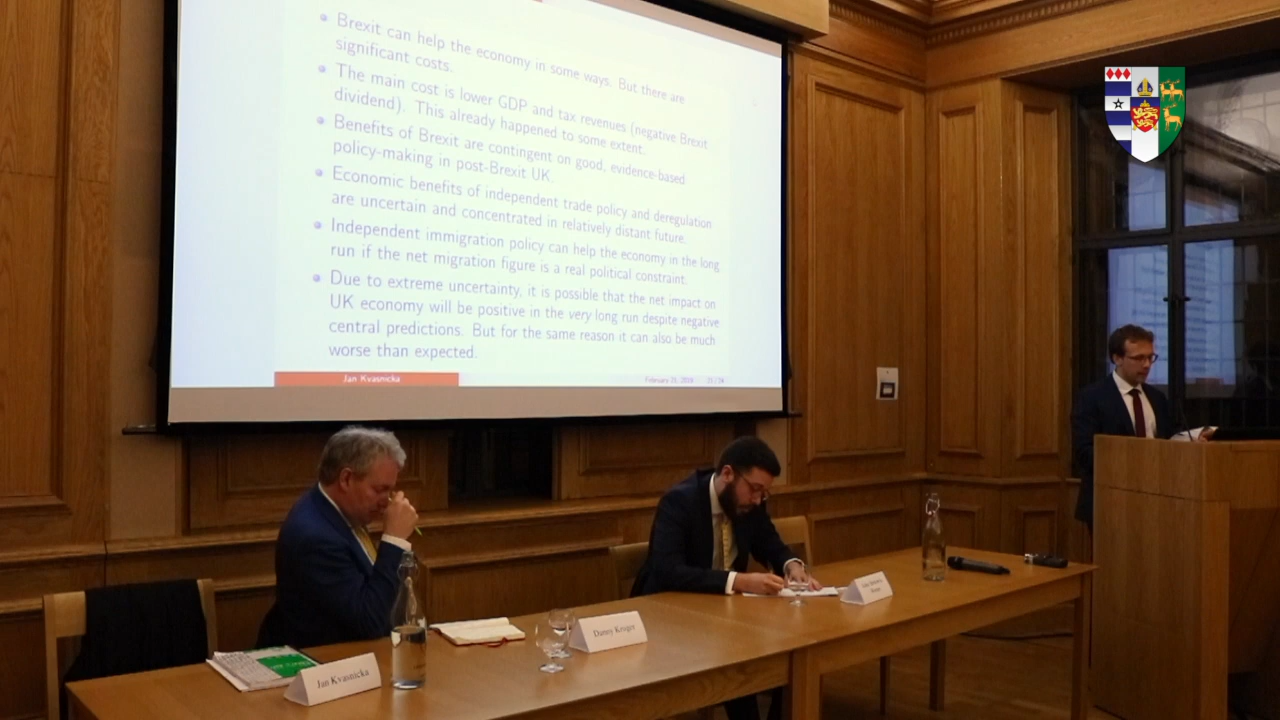 Brexit can help the economy in some ways. But there are
significant costs.
The main cost is lower GDP and tax revenues (negative Brexit
dividend). This already happened to some extent.
Benefits of Brexit are contingent on good, evidence-based
policy-making in post-Brexit UK.
Economic benefits of independent trade policy and deregulation
are uncertain and concentrated in relatively distant future.
Independent immigration policy can help the economy in the long
run if the net migration figure is a real political constraint.
Due to extreme uncertainty, it is possible that the net impact on
UK economy will be positive in the very long run despite negative
central predictions. But for the same reason it can also be much
worse than expected.
Jan Kvasnicka
Jan Kvasnicka
Danny Kruger